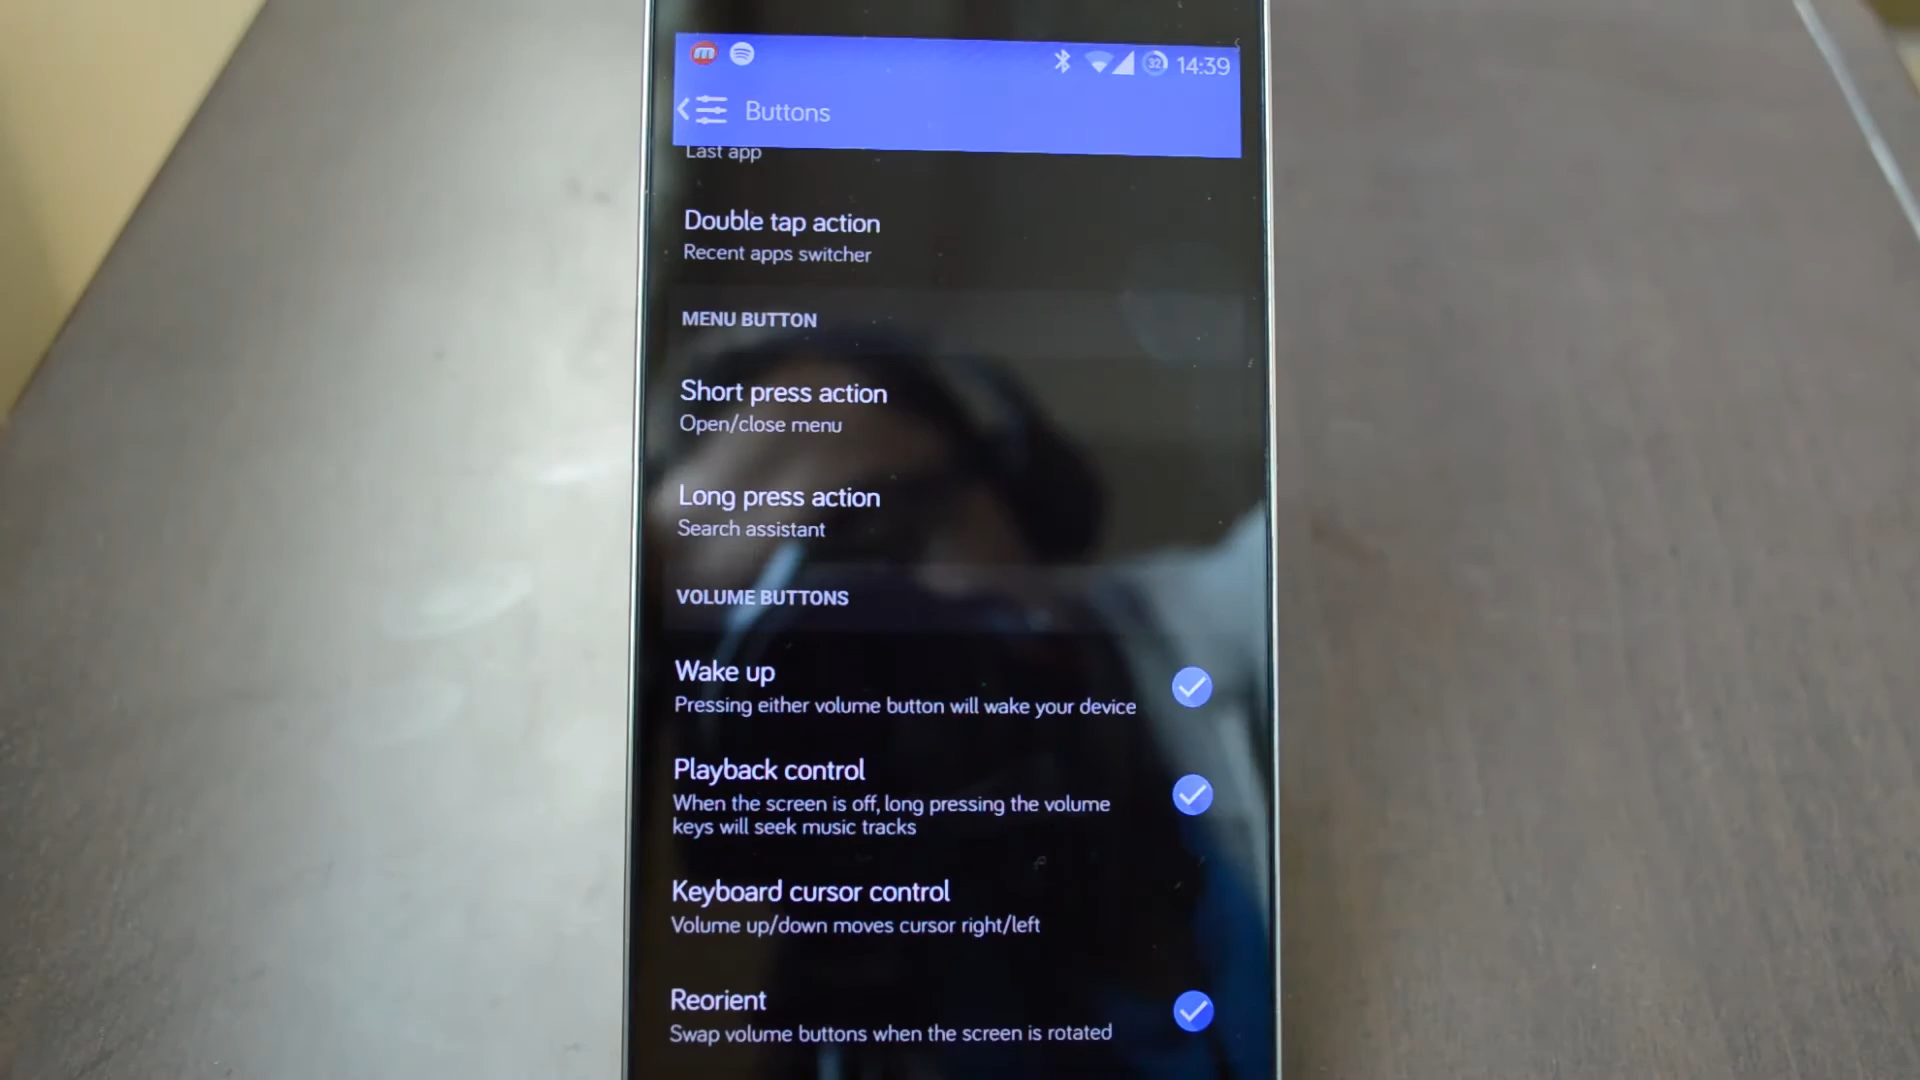 32 14:39
Buttons
Last app
Double tap action
Recent apps switcher
MENU BUTTON
Short press action
Open/close menu
Long press action
Search assistant
VOLUME BUTTONS
Wake up
Pressing either volume button will wake your device
Playback control
When the screen is off, long pressing the volume
keys will seek music tracks
Keyboard cursor control
Volume up/down moves cursor right/left
Reorient
Swap volume buttons when the screen is rotated